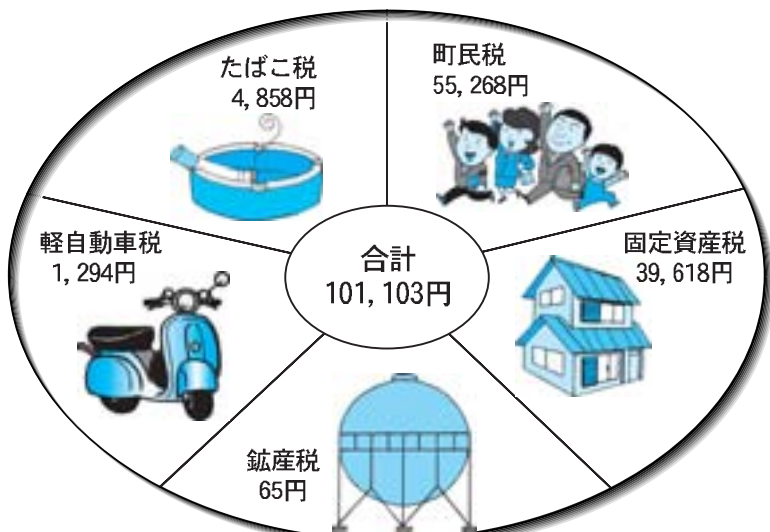 たばこ税
4,858円
町民税
55,268円
軽自動車税
1,294円
合計
101,103円
固定資産税
39,618円
鉱産税
65円